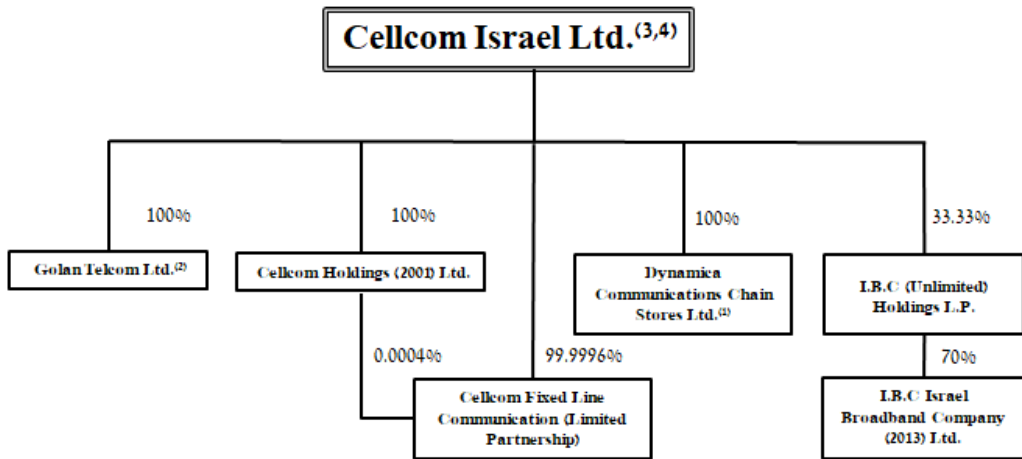 Cellcom Israel Ltd.(3,4)
100%
100%
100%
33.33%
Golan Telcom Ltd.(2)
Cellcom Holdings (2001) Ltd.
Dynamica
Communications Chain
Stores Ltd.(1)
I.B.C (Unlimited)
Holdings L.P.
0.0004%
99.9996%
70%
Cellcom Fixed Line
Communication (Limited
Partnership)
I.B.C Israel
Broadband Company
(2013) Ltd.